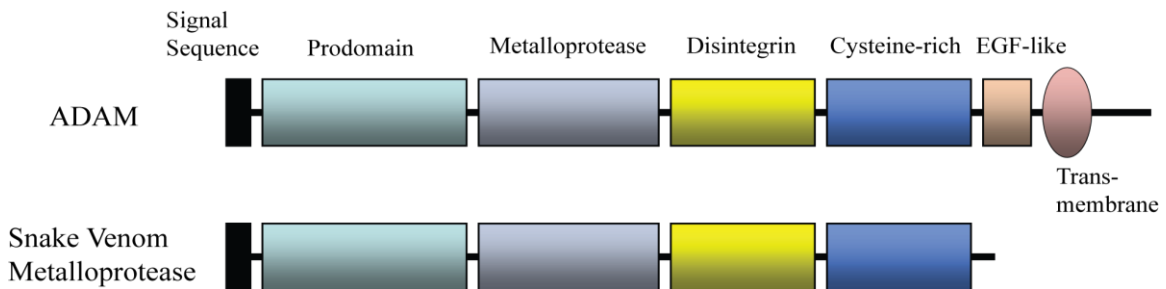 Signal
Sequence
Prodomain
Metalloprotease
Disintegrin
Cysteine-rich
EGF-like
ADAM
Trans-
membrane
Snake Venom
Metalloprotease